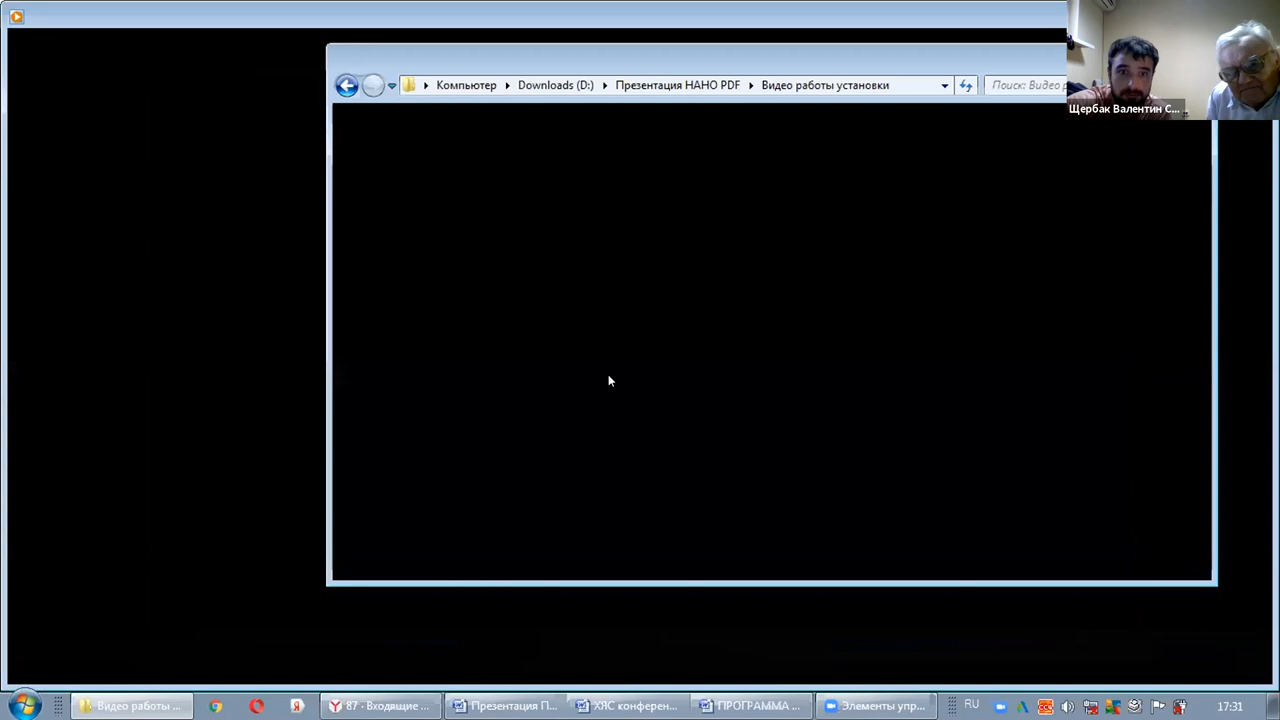 Компьютер
Downloads (D:)
Презентация НАНО PDF
Видео работы установки
Поиск: Видео
Щербак Валентин С...
Видео работы ...
87 · Входящие ...
Презентация П...
ХЯС конферен...
ПРОГРАММА ...
Элементы упр...
RU
17:31